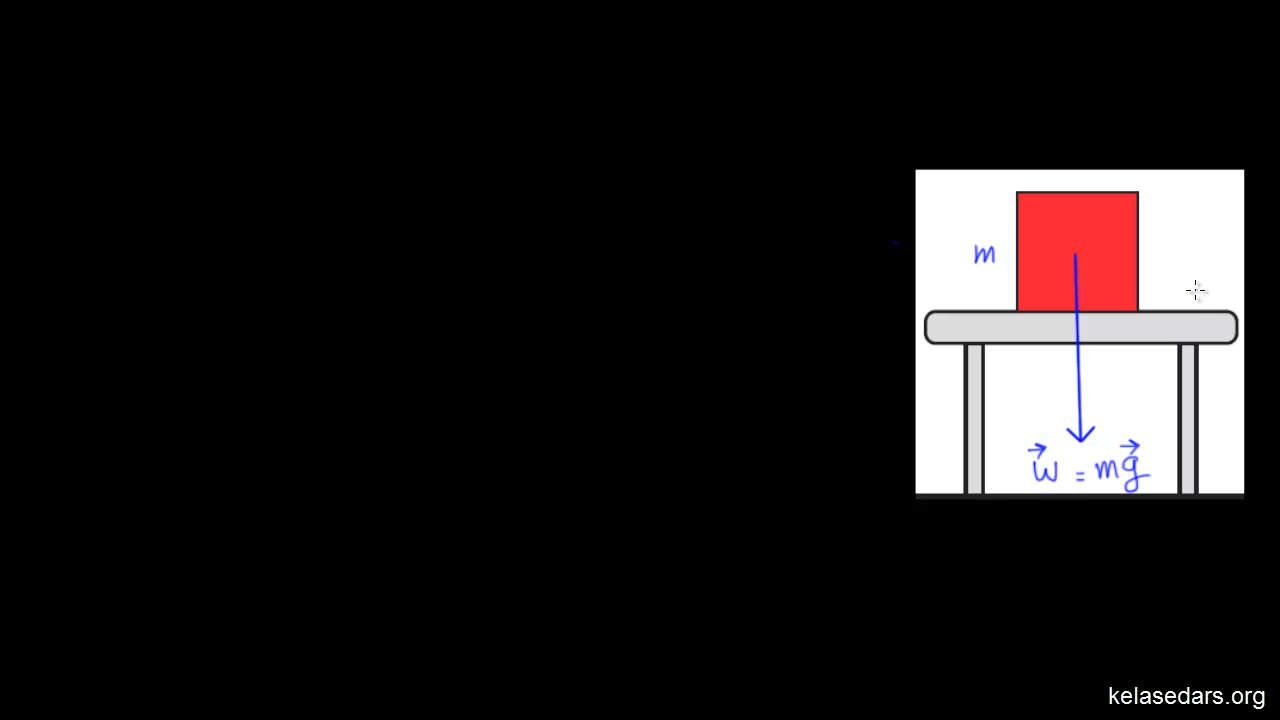 m
w⃗ = mg⃗
kelasedars.org